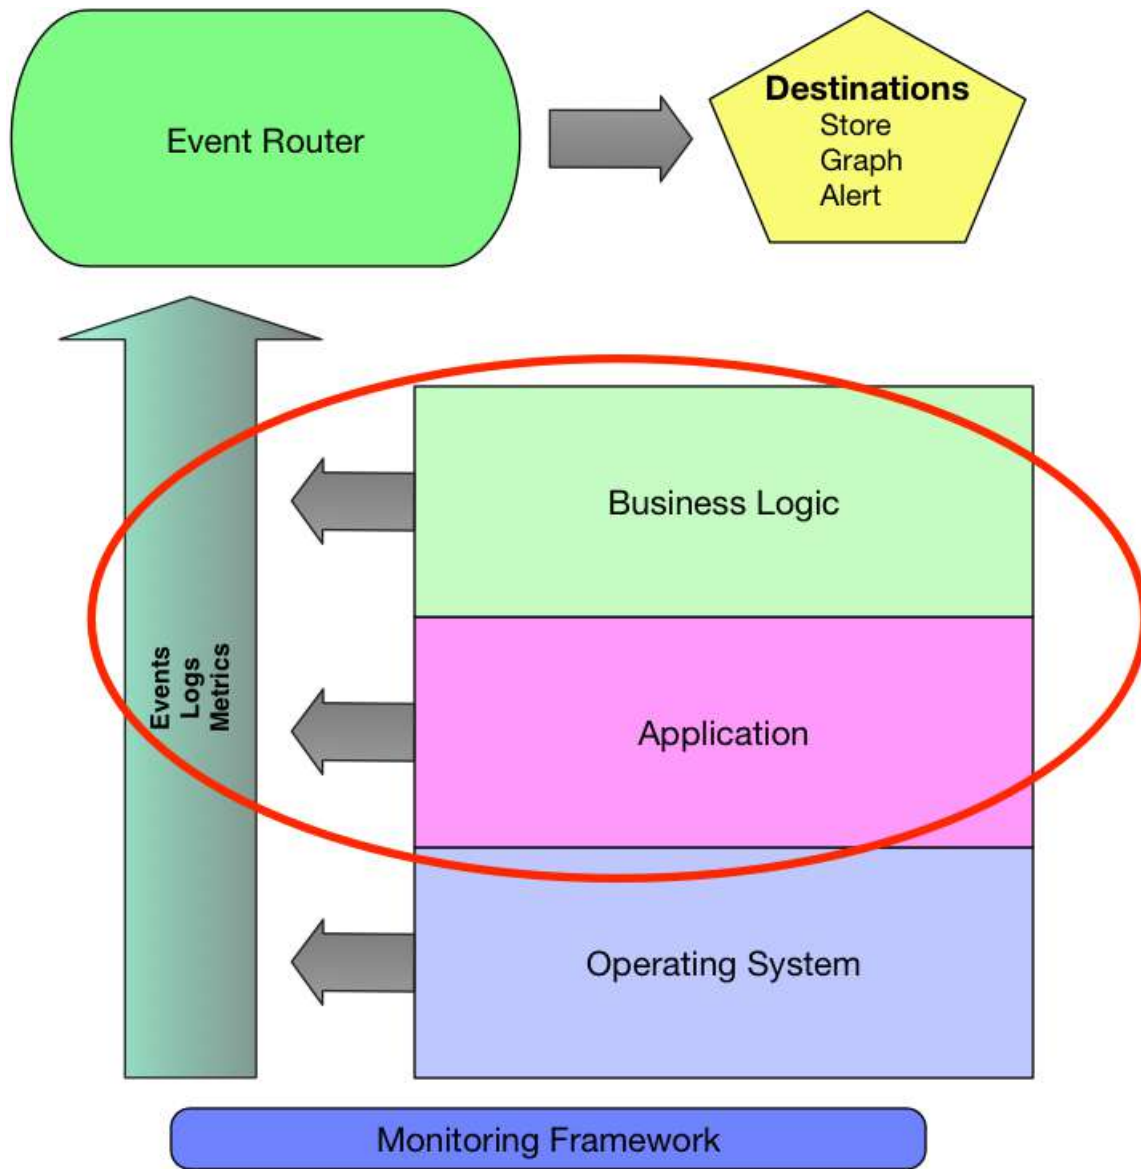 Event Router
Destinations
Store
Graph
Alert
Business Logic
Events
Logs
Metrics
Application
Operating System
Monitoring Framework